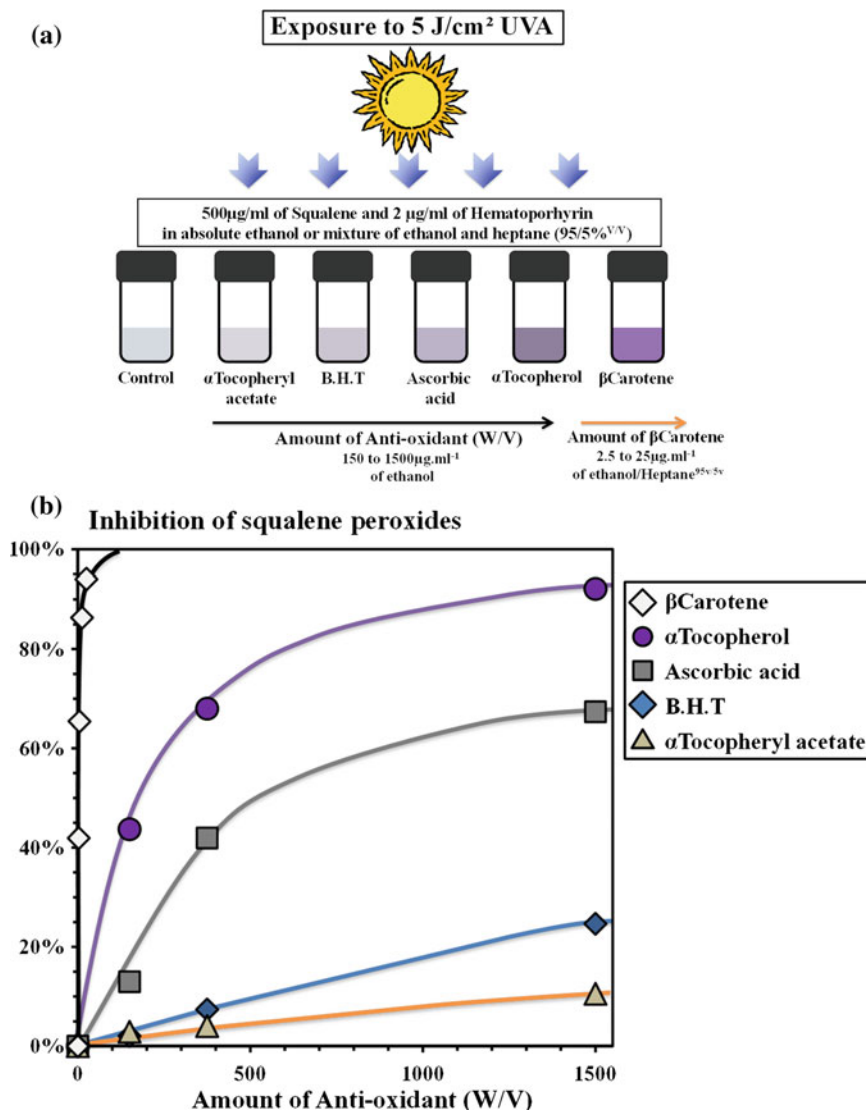 (a)
Exposure to 5 J/cm² UVA
500µg/ml of Squalene and 2 µg/ml of Hematoporhyrin
in absolute ethanol or mixture of ethanol and heptane (95/5%V/V)
Control
αTocopheryl
acetate
B.H.T
Ascorbic
acid
αTocopherol
βCarotene
Amount of Anti-oxidant (W/V)
150 to 1500µg.ml⁻¹
of ethanol
Amount of βCarotene
2.5 to 25µg.ml⁻¹
of ethanol/Heptane95v/5v
(b)
Inhibition of squalene peroxides
100%
80%
60%
40%
20%
0%
0
500
1000
1500
Amount of Anti-oxidant (W/V)
βCarotene
αTocopherol
Ascorbic acid
B.H.T
αTocopheryl acetate